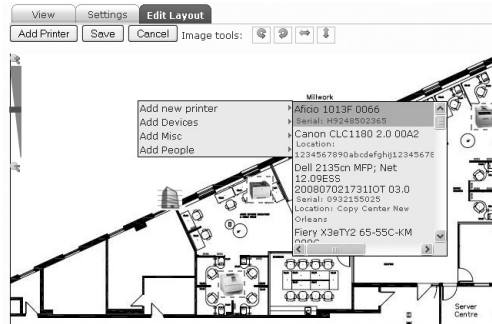 View Settings Edit Layout
Add Printer Save Cancel Image tools:
Millwork
Add new printer
Add Devices
Add Misc
Add People
Aficio 1013F 0066
Serial: H9248502365
Canon CLC1180 2.0 00A2
Location:
1234567890abcdefghij12345678
Dell 2135cn MFP; Net
12.09ESS
200807021731IOT 03.0
Serial: 0932155025
Location: Copy Center New
Orleans
Fiery X3eTY2 65-55C-KM
Server
Centre